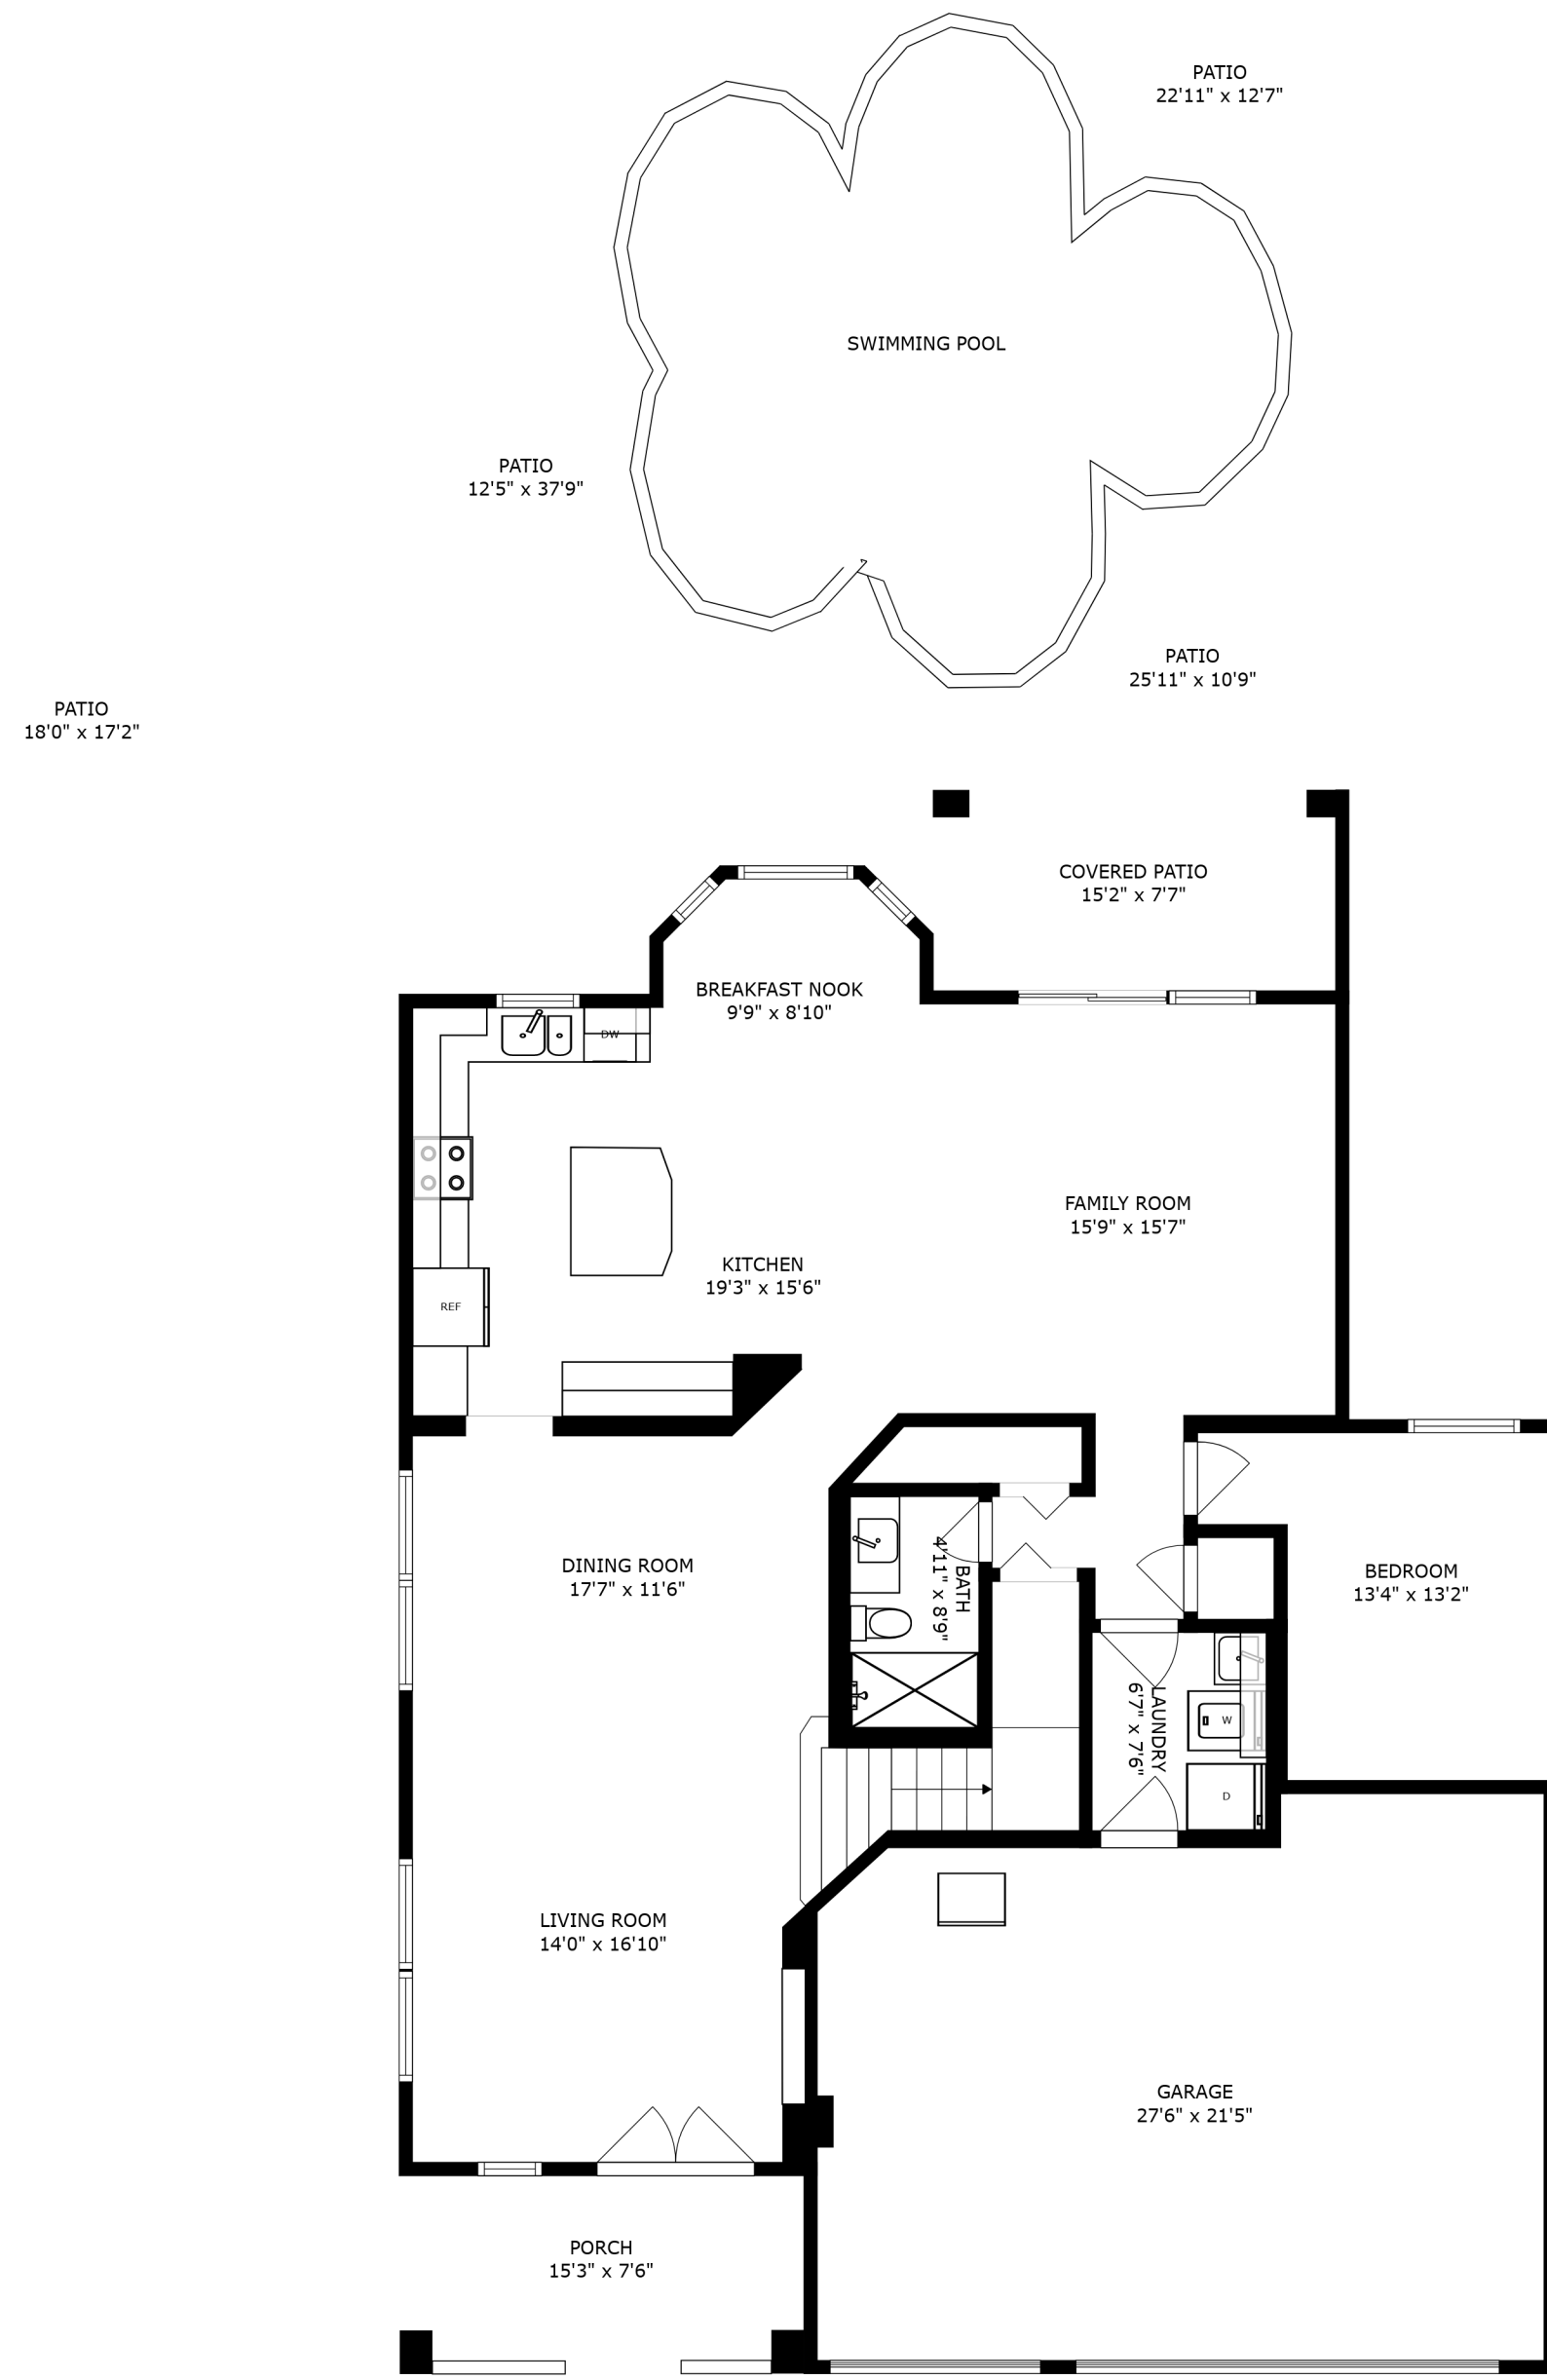 PATIO
22'11" x 12'7"
SWIMMING POOL
PATIO
12'5" x 37'9"
PATIO
25'11" x 10'9"
PATIO
18'0" x 17'2"
COVERED PATIO
15'2" x 7'7"
BREAKFAST NOOK
9'9" x 8'10"
DW
FAMILY ROOM
15'9" x 15'7"
KITCHEN
19'3" x 15'6"
REF
DINING ROOM
17'7" x 11'6"
BATH
4'11" x 8'9"
BEDROOM
13'4" x 13'2"
LAUNDRY
6'7" x 7'6"
W
D
LIVING ROOM
14'0" x 16'10"
GARAGE
27'6" x 21'5"
PORCH
15'3" x 7'6"